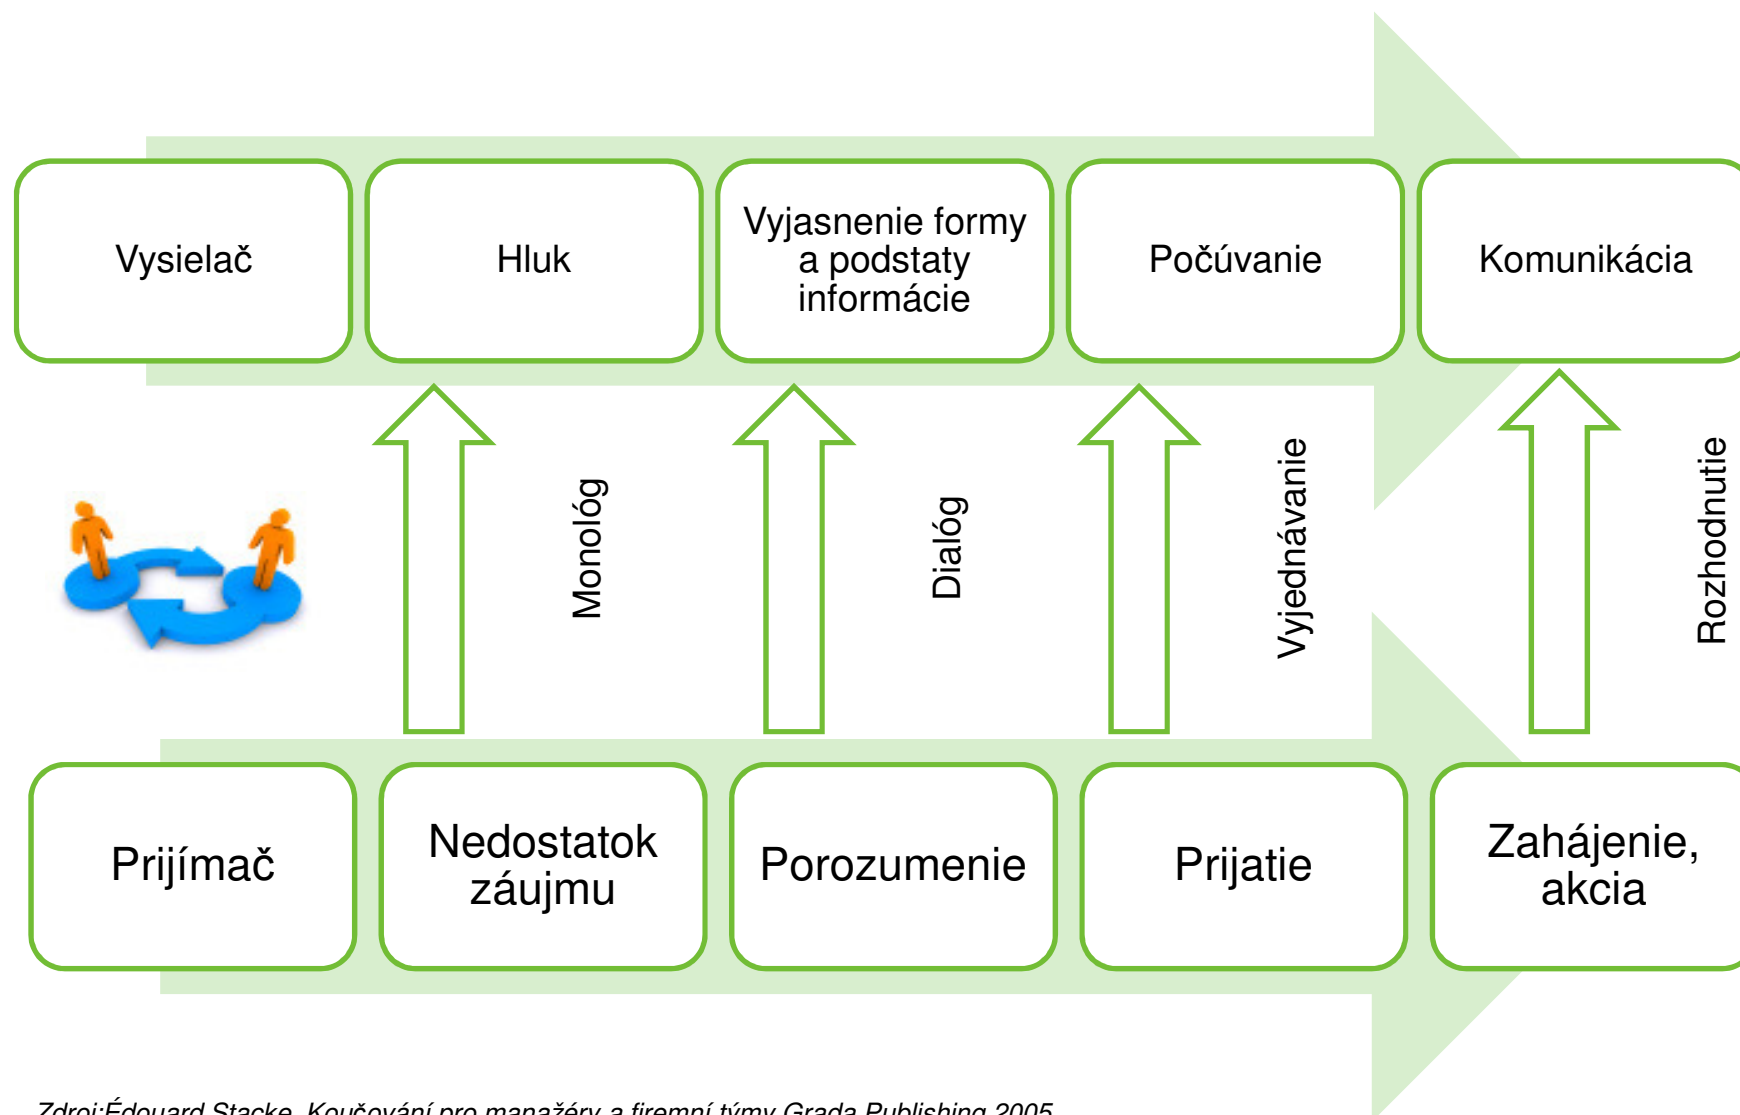 Vysielač
Hluk
Vyjasnenie formy
a podstaty
informácie
Počúvanie
Komunikácia
Monológ
Dialóg
Vyjednávanie
Rozhodnutie
Prijímač
Nedostatok
záujmu
Porozumenie
Prijatie
Zahájenie,
akcia
Zdroj:Édouard Stacke, Koučování pro manažéry a firemní týmy Grada Publishing 2005